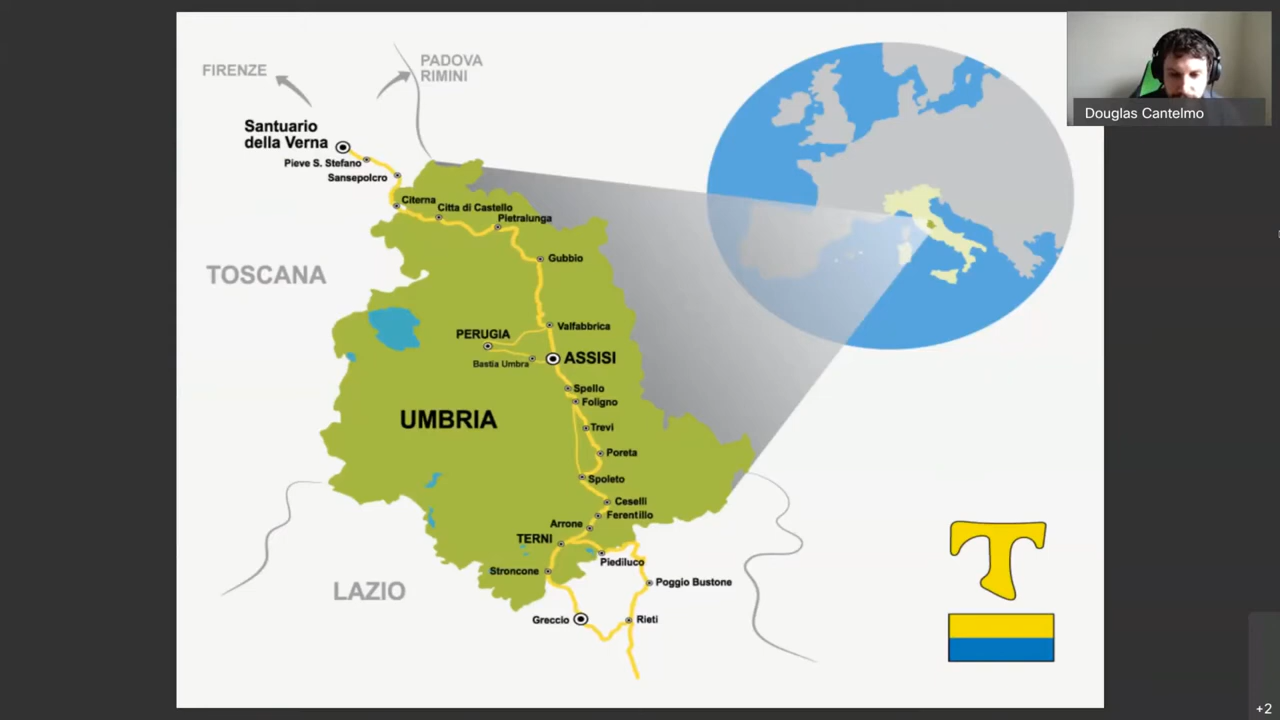 FIRENZE
PADOVA
RIMINI
Douglas Cantelmo
Santuario
della Verna
Pieve S. Stefano
Sansepolcro
Citerna
Citta di Castello
Pietralunga
Gubbio
TOSCANA
Valfabbrica
PERUGIA
ASSISI
Bastia Umbra
Spello
Foligno
UMBRIA
Trevi
Poreta
Spoleto
Ceselli
Ferentillo
Arrone
TERNI
Piediluco
Stroncone
Poggio Bustone
LAZIO
Greccio
Rieti
+2